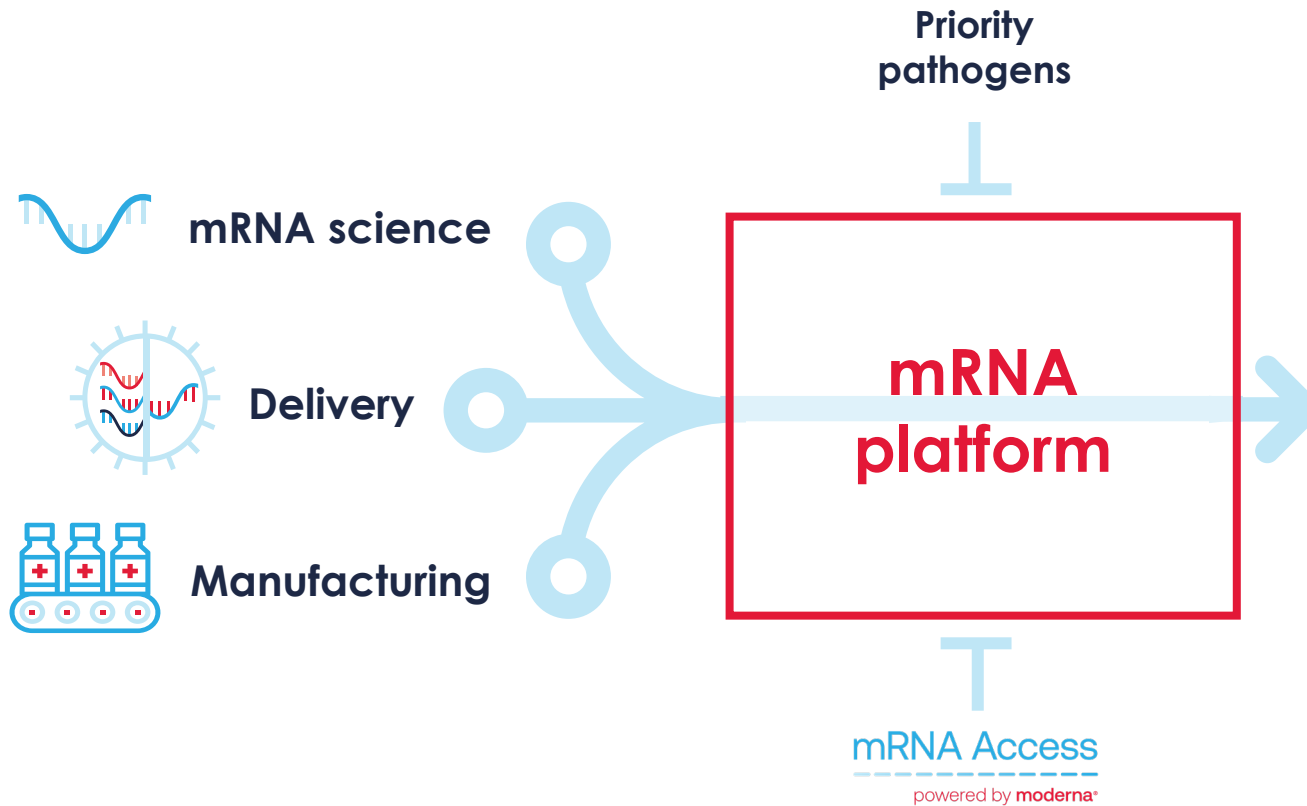 Priority
pathogens
mRNA science
Delivery
Manufacturing
mRNA
platform
mRNA Access
powered by moderna®